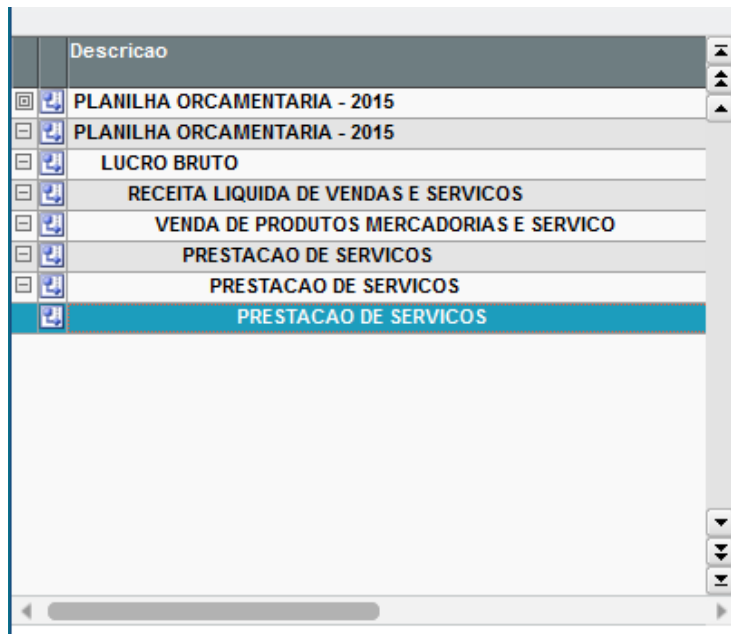 Descricao
PLANILHA ORCAMENTARIA - 2015
PLANILHA ORCAMENTARIA - 2015
LUCRO BRUTO
RECEITA LIQUIDA DE VENDAS E SERVICOS
VENDA DE PRODUTOS MERCADORIAS E SERVICO
PRESTACAO DE SERVICOS
PRESTACAO DE SERVICOS
PRESTACAO DE SERVICOS